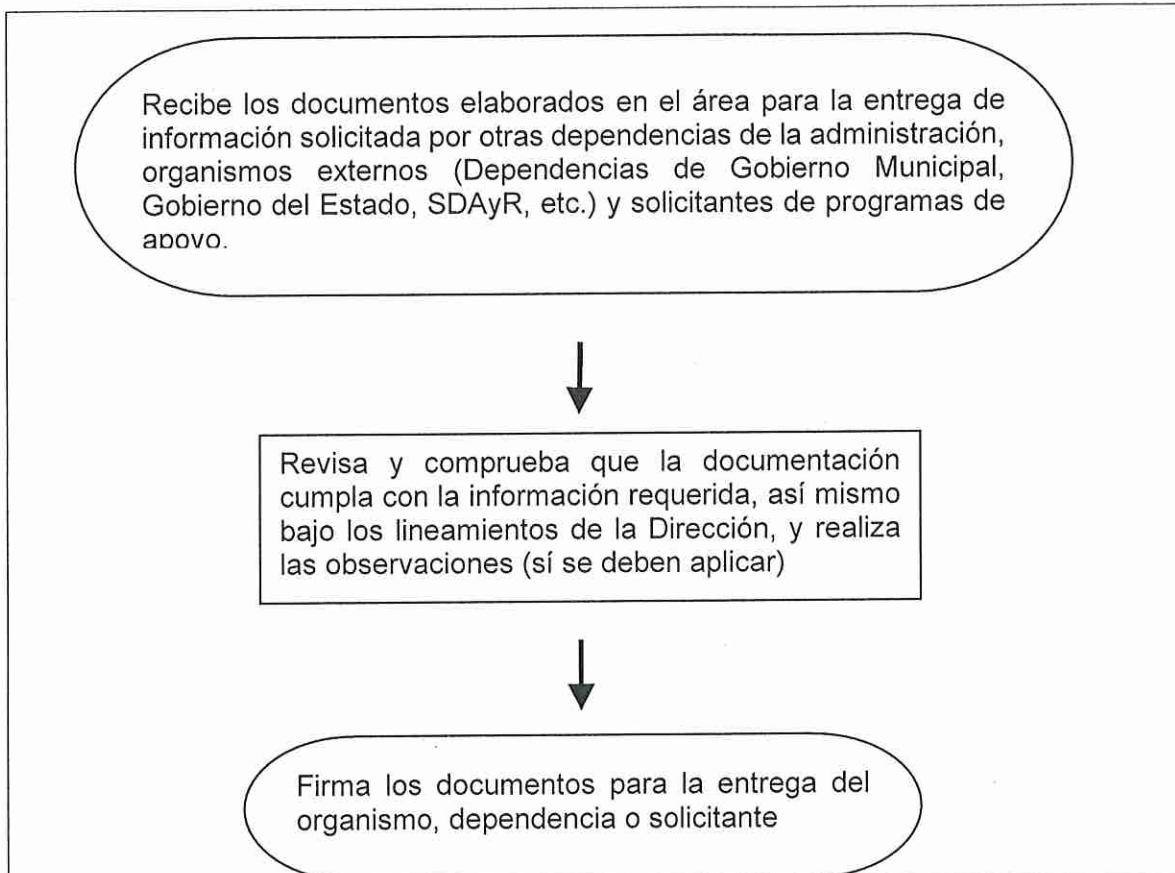 Recibe los documentos elaborados en el área para la entrega de
información solicitada por otras dependencias de la administración,
organismos externos (Dependencias de Gobierno Municipal,
Gobierno del Estado, SDAyR, etc.) y solicitantes de programas de
apoyo.
Revisa y comprueba que la documentación
cumpla con la información requerida, así mismo
bajo los lineamientos de la Dirección, y realiza
las observaciones (sí se deben aplicar)
Firma los documentos para la entrega del
organismo, dependencia o solicitante